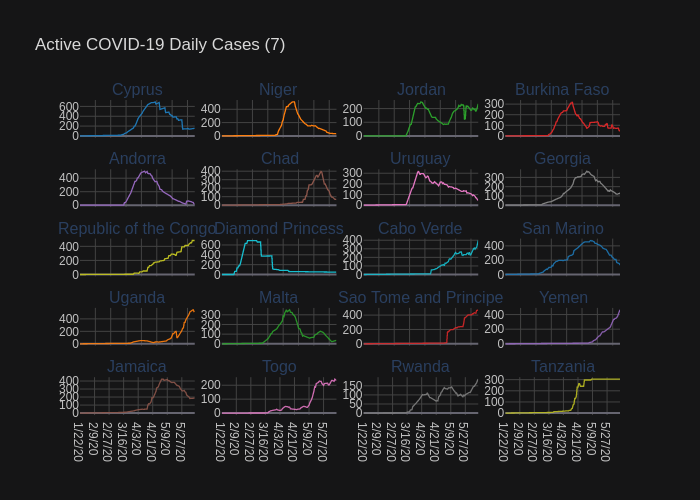 Active COVID-19 Daily Cases (7)
Cyprus Niger Jordan Burkina Faso
600 400 200 0
400 200 0
200 100 0
300 200 100 0
Andorra Chad Uruguay Georgia
400 200 0
400 300 200 100 0
300 200 100 0
300 200 100 0
Republic of the Congo Diamond Princess Cabo Verde San Marino
400 200 0
600 400 200 0
400 300 200 100 0
400 200 0
Uganda Malta Sao Tome and Principe Yemen
400 200 0
300 200 100 0
400 200 0
400 200 0
Jamaica Togo Rwanda Tanzania
400 300 200 100 0
200 100 0
150 100 50 0
300 200 100 0
1/22/20 2/9/20 2/27/20 3/16/20 4/3/20 4/21/20 5/9/20 5/27/20
1/22/20 2/9/20 2/27/20 3/16/20 4/3/20 4/21/20 5/9/20 5/27/20
1/22/20 2/9/20 2/27/20 3/16/20 4/3/20 4/21/20 5/9/20 5/27/20
1/22/20 2/9/20 2/27/20 3/16/20 4/3/20 4/21/20 5/9/20 5/27/20